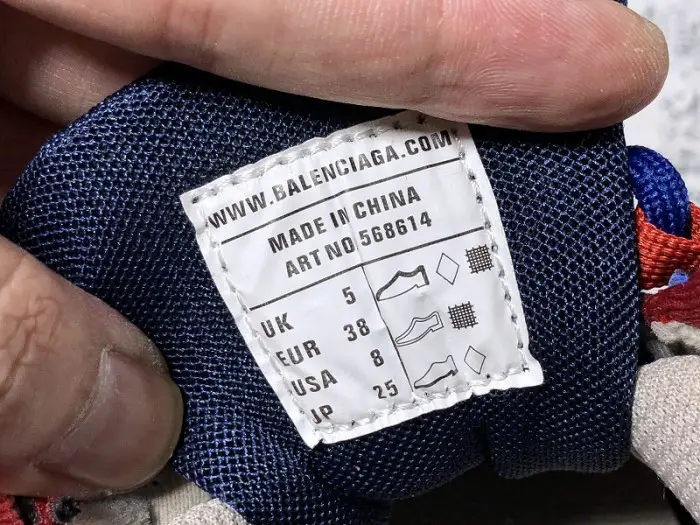 WWW.BALENCIAGA.COM
MADE IN CHINA
ART NO 568614
UK 5
EUR 38
USA 8
JP 25